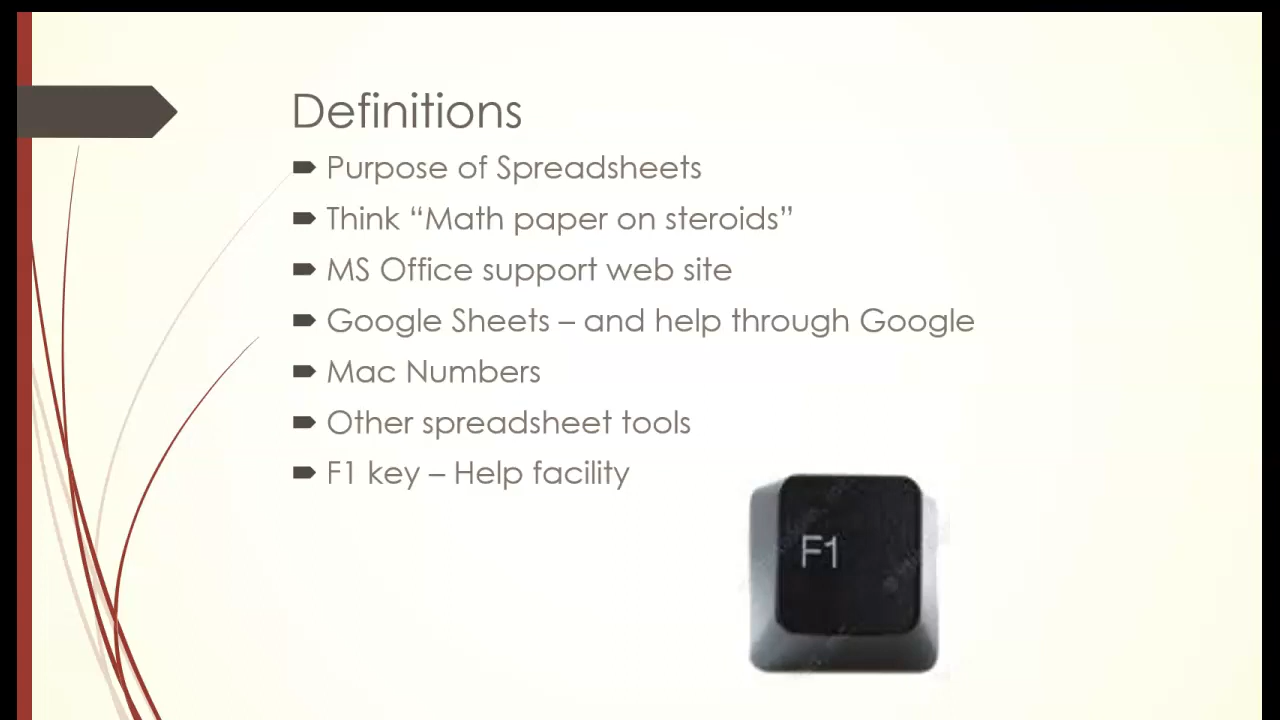 Definitions
Purpose of Spreadsheets
Think “Math paper on steroids”
MS Office support web site
Google Sheets – and help through Google
Mac Numbers
Other spreadsheet tools
F1 key – Help facility
F1